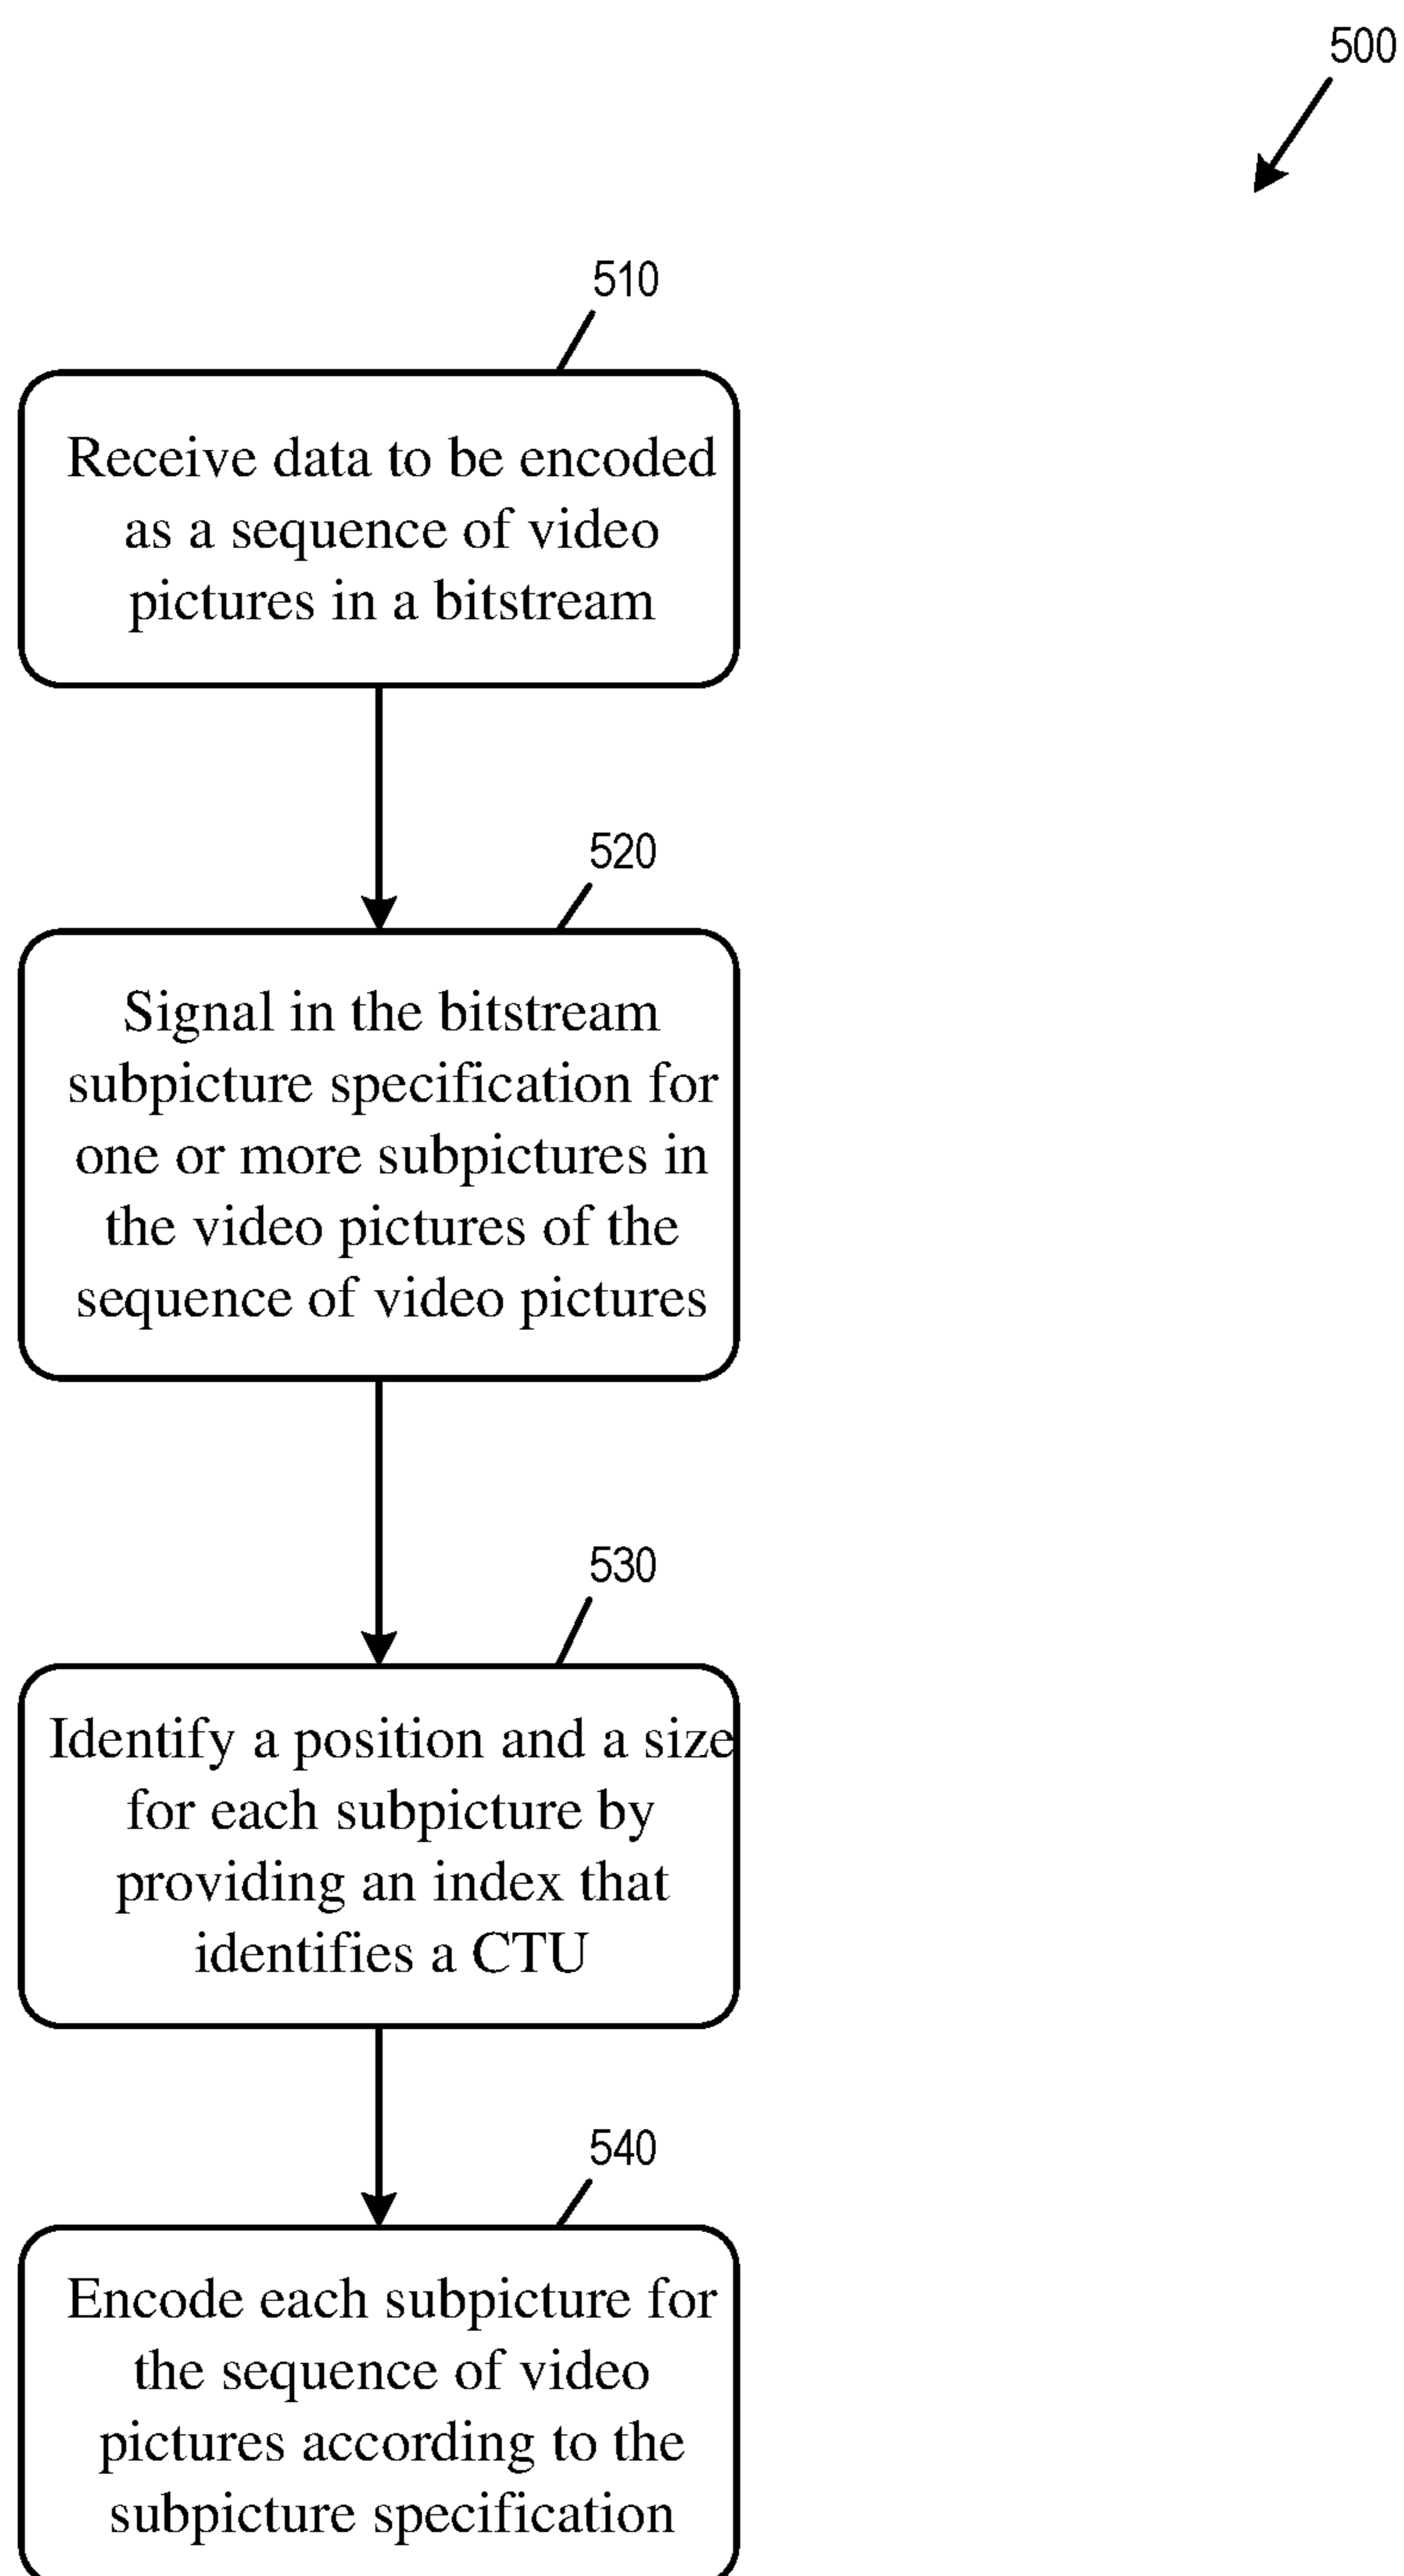 500
510
Receive data to be encoded
as a sequence of video
pictures in a bitstream
520
Signal in the bitstream
subpicture specification for
one or more subpictures in
the video pictures of the
sequence of video pictures
530
Identify a position and a size
for each subpicture by
providing an index that
identifies a CTU
540
Encode each subpicture for
the sequence of video
pictures according to the
subpicture specification